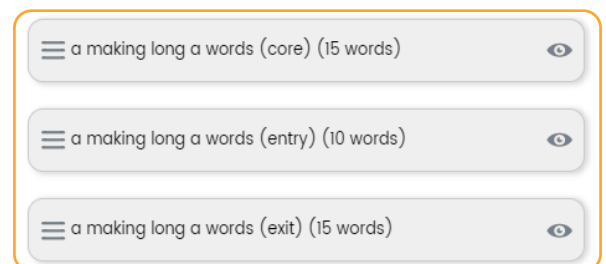 a making long a words (core) (15 words)
a making long a words (entry) (10 words)
a making long a words (exit) (15 words)